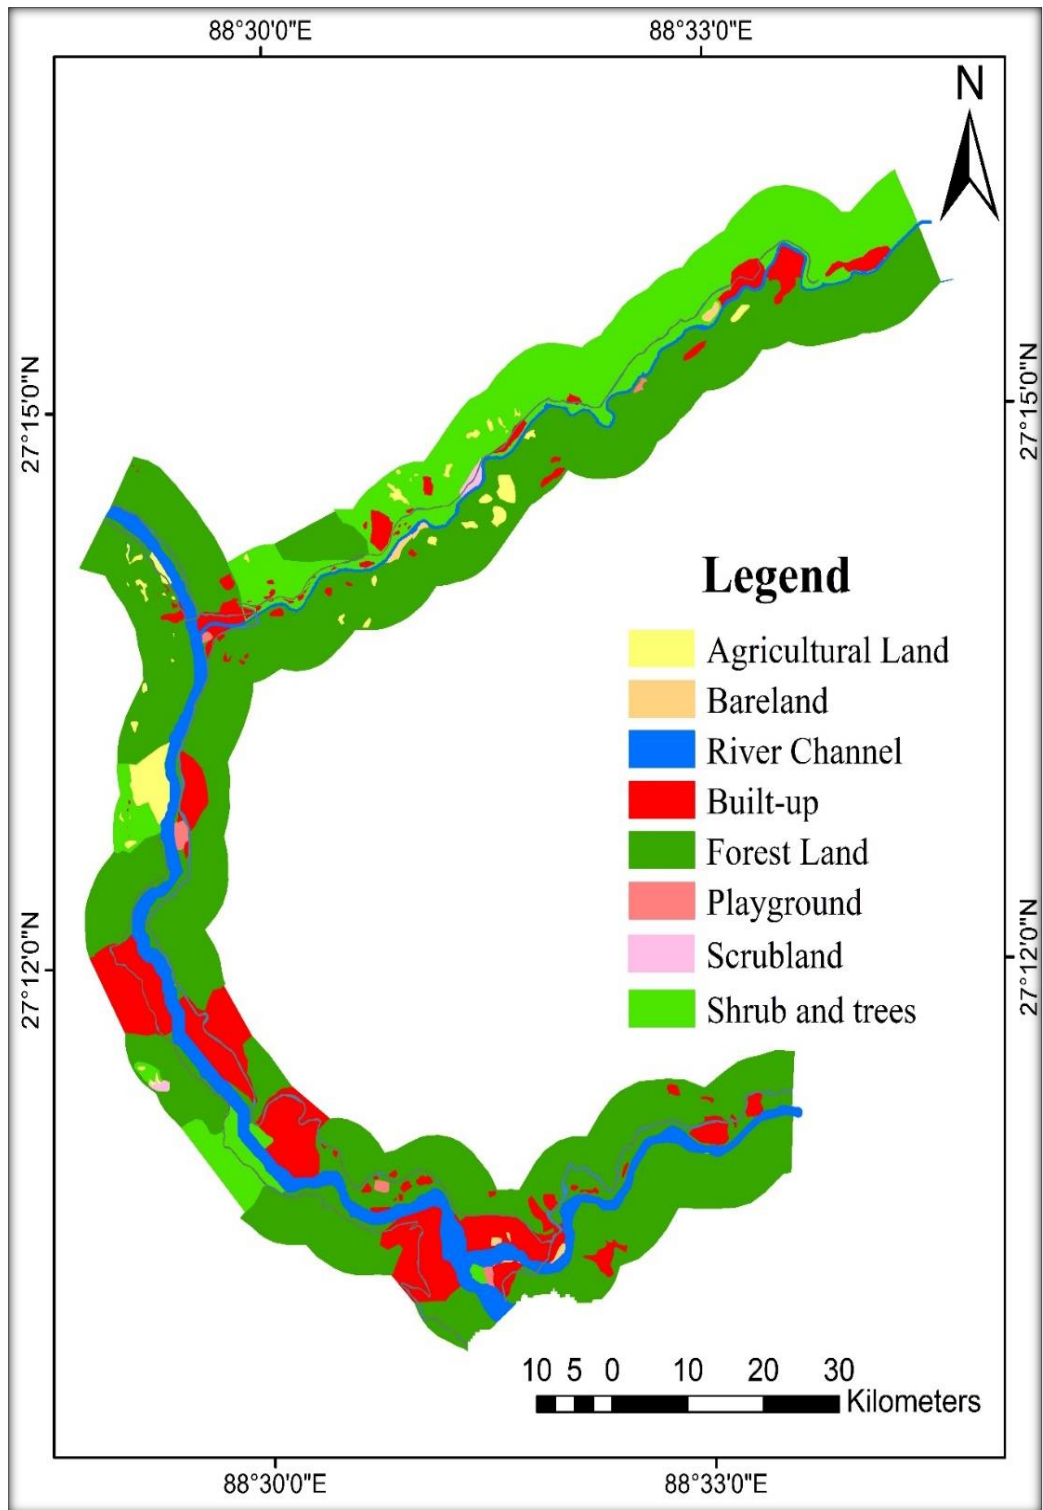 88°30'0"E 88°33'0"E
N
27°15'0"N 27°15'0"N
Legend
Agricultural Land
Bareland
River Channel
Built-up
Forest Land
Playground
Scrubland
Shrub and trees
27°12'0"N 27°12'0"N
10 5 0 10 20 30
Kilometers
88°30'0"E 88°33'0"E